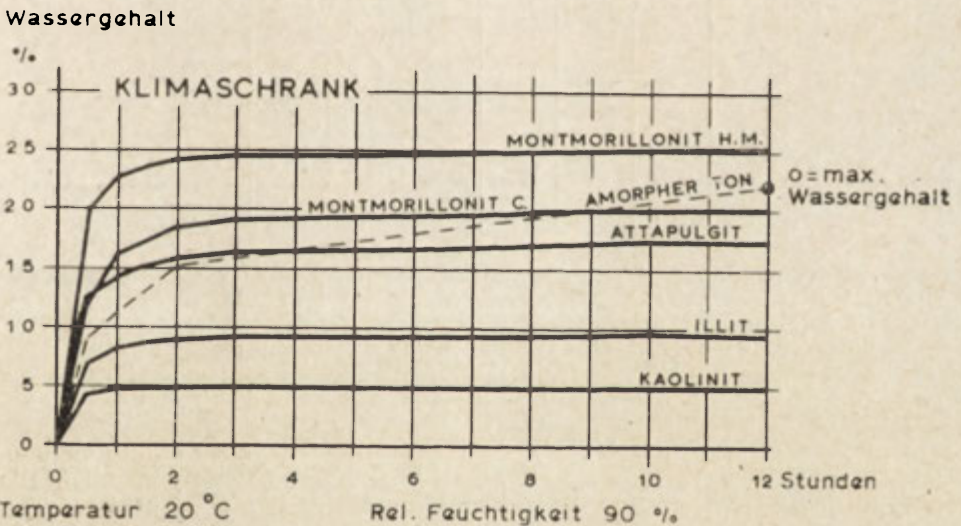 Wassergehalt
%
30 KLIMASCHRANK
25 MONTMORILLONIT H.M.
o=max.
Wassergehalt
AMORPHER TON
20 MONTMORILLONIT C.
ATTAPULGIT
15
10 ILLIT
5 KAOLINIT
0
0 2 4 6 8 10 12 Stunden
Temperatur 20 °C Rel. Feuchtigkeit 90 %